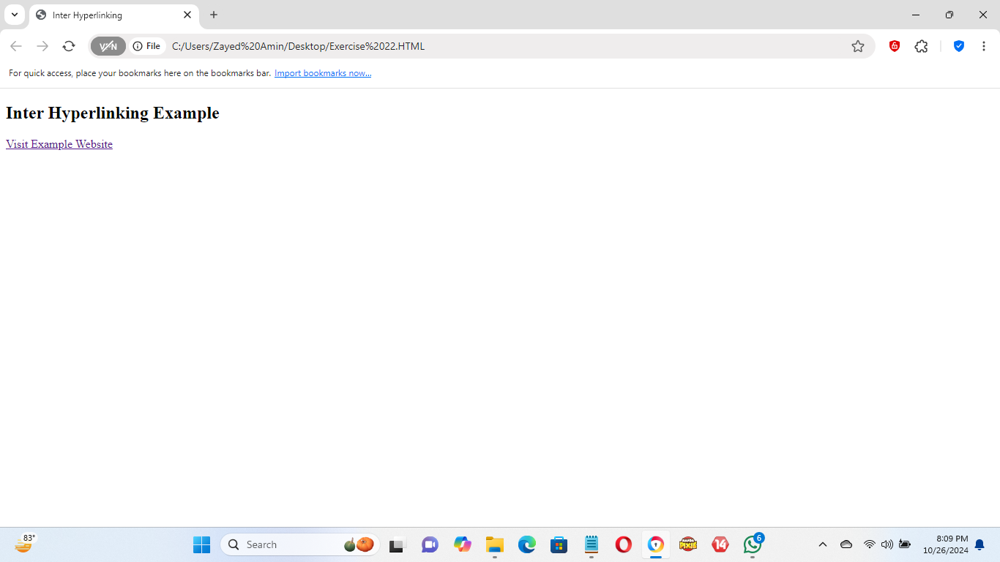 Inter Hyperlinking
VPN
File
C:/Users/Zayed%20Amin/Desktop/Exercise%2022.HTML
For quick access, place your bookmarks here on the bookmarks bar. Import bookmarks now...
Inter Hyperlinking Example
Visit Example Website
83°
Search
PIXIE
14
6
8:09 PM
10/26/2024